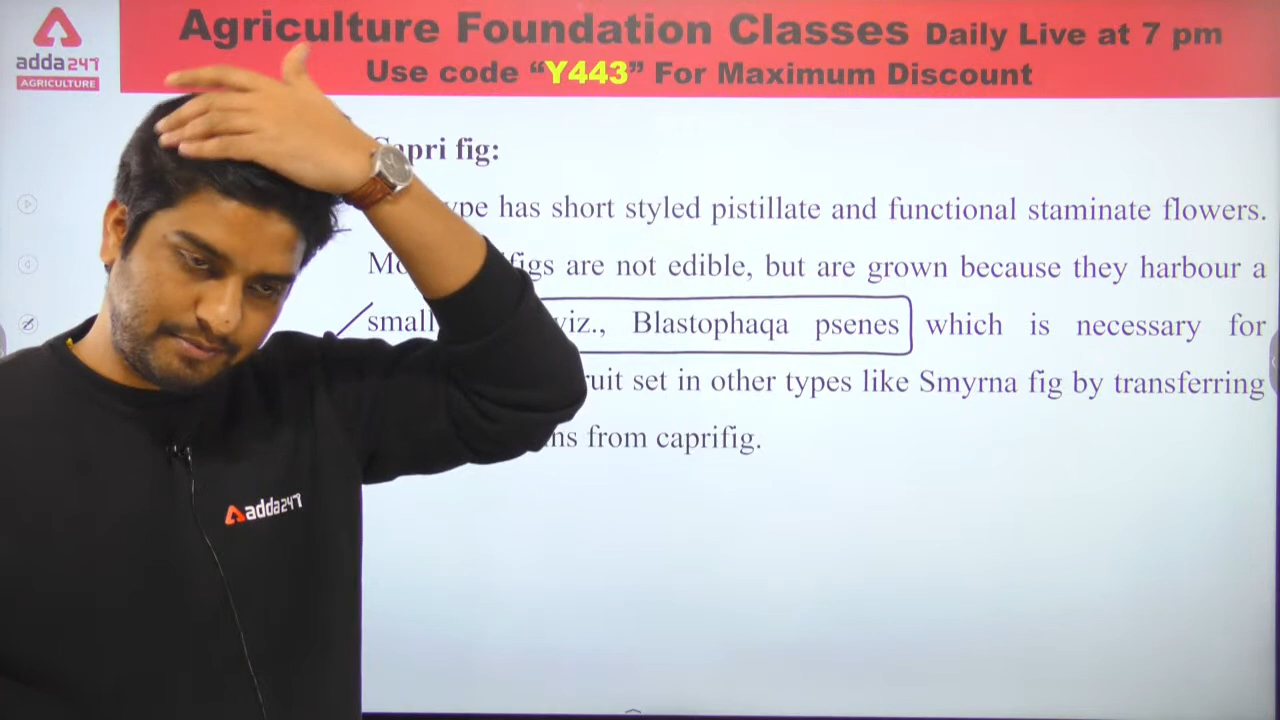 Agriculture Foundation Classes Daily Live at 7 pm
Use code “Y443” For Maximum Discount
adda247
AGRICULTURE
pri fig:
ype has short styled pistillate and functional staminate flowers.
figs are not edible, but are grown because they harbour a
small viz., Blastophaqa psenes which is necessary for
ruit set in other types like Smyrna fig by transferring
ns from caprifig.
adda247